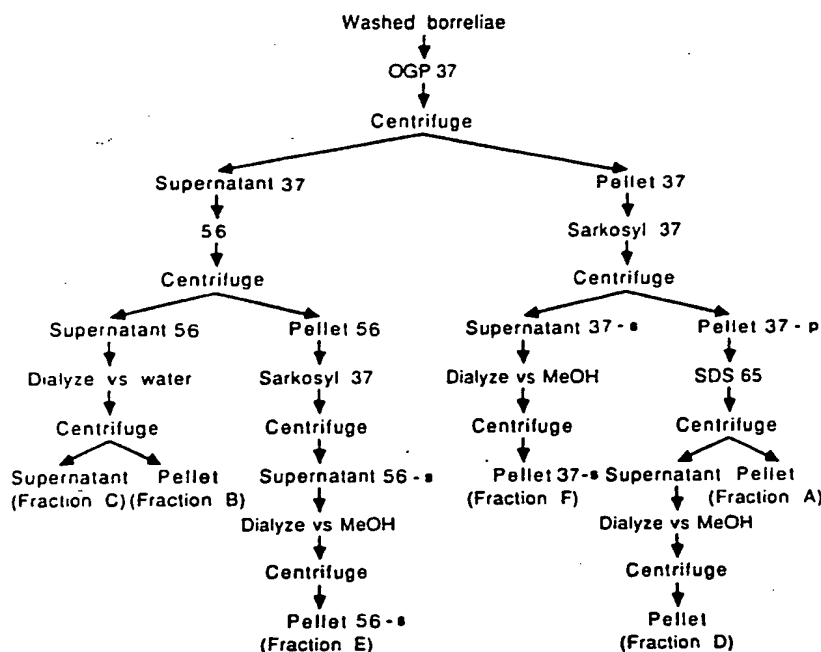 Washed borreliae
OGP 37
Centrifuge
Supernatant 37 Pellet 37
56 Sarkosyl 37
Centrifuge Centrifuge
Supernatant 56 Pellet 56 Supernatant 37-s Pellet 37-p
Dialyze vs water Sarkosyl 37 Dialyze vs MeOH SDS 65
Centrifuge Centrifuge Centrifuge Centrifuge
Supernatant Pellet Supernatant 56-s Pellet 37-s Supernatant Pellet
(Fraction C) (Fraction B) (Fraction F) (Fraction A)
Dialyze vs MeOH Dialyze vs MeOH
Centrifuge Centrifuge
Pellet 56-s Pellet
(Fraction E) (Fraction D)